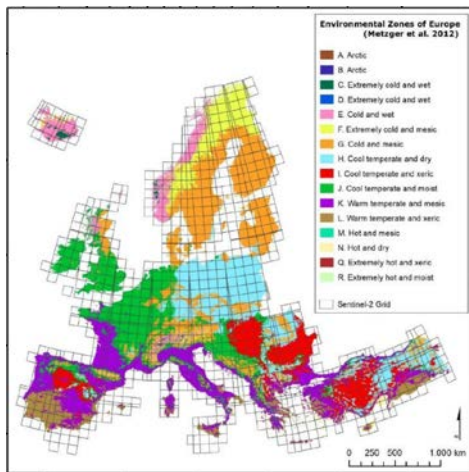 Environmental Zones of Europe
(Metzger et al. 2012)
A. Arctic
B. Arctic
C. Extremely cold and wet
D. Extremely cold and wet
E. Cold and wet
F. Extremely cold and mesic
G. Cold and mesic
H. Cool temperate and dry
I. Cool temperate and xeric
J. Cool temperate and moist
K. Warm temperate and mesic
L. Warm temperate and xeric
M. Hot and mesic
N. Hot and dry
Q. Extremely hot and xeric
R. Extremely hot and moist
Sentinel-2 Grid
0 250 500 1.000 km